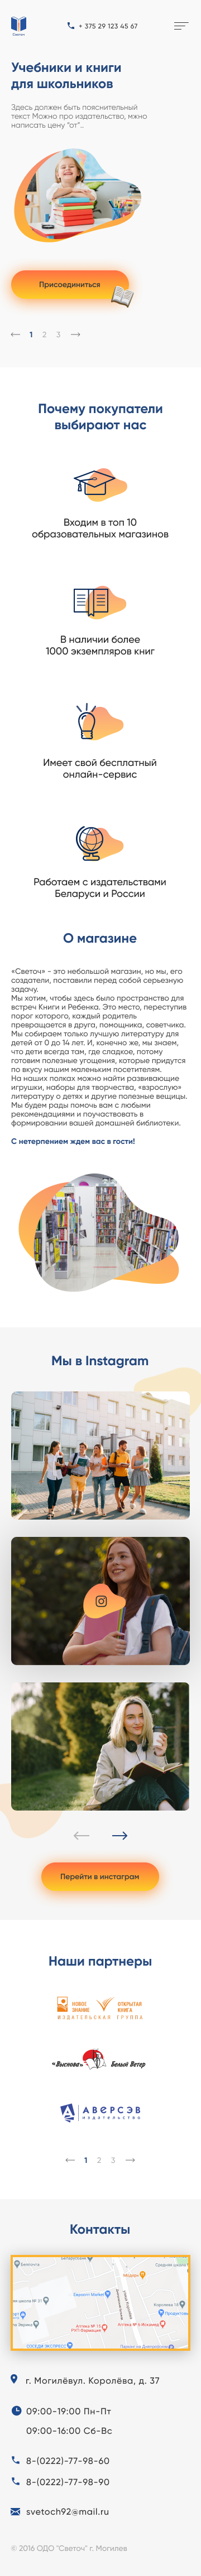 Светоч
+ 375 29 123 45 67
Учебники и книги
для школьников
Здесь должен быть пояснительный
текст Можно про издательство, мжно
написать цену “от”...
Присоединиться
1 2 3
Почему покупатели
выбирают нас
Входим в топ 10
образовательных магазинов
В наличии более
1000 экземпляров книг
Имеет свой бесплатный
онлайн-сервис
Работаем с издательствами
Беларуси и России
О магазине
«Светоч» - это небольшой магазин, но мы, его
создатели, поставили перед собой серьезную
задачу.
Мы хотим, чтобы здесь было пространство для
встреч Книги и Ребенка. Это место, переступив
порог которого, каждый родитель
превращается в друга, помощника, советчика.
Мы собирали только лучшую литературу для
детей от 0 до 14 лет. И, конечно же, мы знаем,
что дети всегда там, где сладкое, потому
готовим полезные угощения, которые придутся
по вкусу нашим маленьким посетителям.
На наших полках можно найти развивающие
игрушки, наборы для творчества, «взрослую»
литературу о детях и другие полезные вещицы.
Мы будем рады помочь вам с любыми
рекомендациями и поучаствовать в
формировании вашей домашней библиотеки.
С нетерпением ждем вас в гости!
Мы в Instagram
Перейти в инстаграм
Наши партнеры
НОВОЕ ЗНАНИЕ ОТКРЫТАЯ КНИГА
ИЗДАТЕЛЬСКАЯ ГРУППА
«Выснова» Белый Ветер
АВЕРСЭВ
ИЗДАТЕЛЬСТВО
1 2 3
Контакты
г. Могилёвул. Королёва, д. 37
09:00-19:00 Пн-Пт
09:00-16:00 Сб-Вс
8-(0222)-77-98-60
8-(0222)-77-98-90
svetoch92@mail.ru
© 2016 ОДО "Светоч" г. Могилев